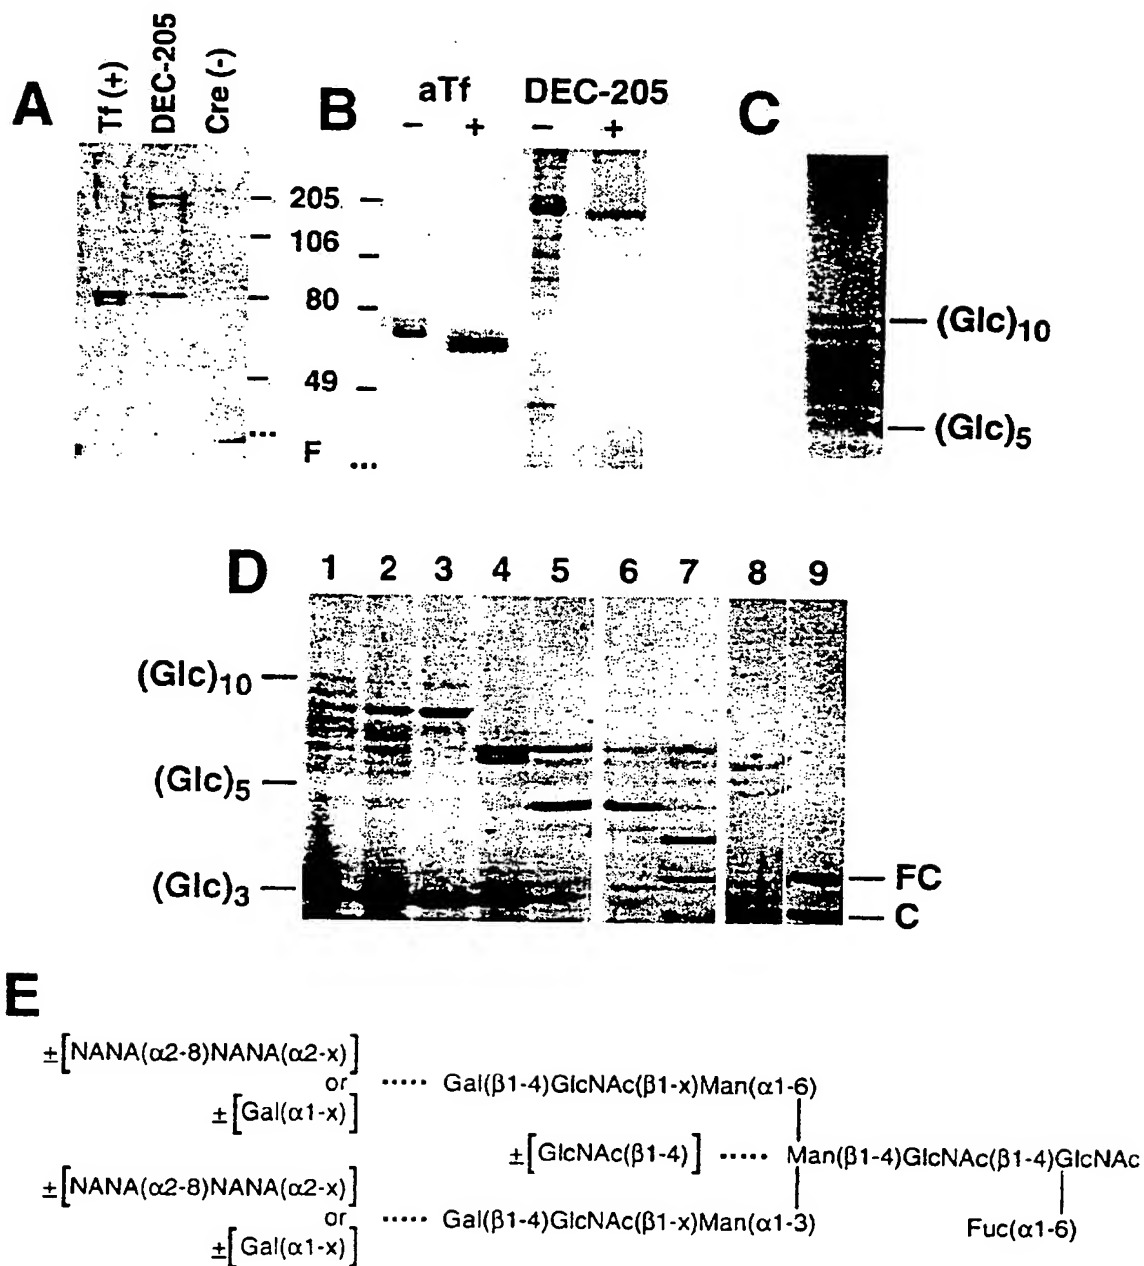 A
Tf (+)
DEC-205
Cre (-)
205
106
80
49
F
B
aTf
DEC-205
− + − +
C
(Glc)10
(Glc)5
D
1 2 3 4 5 6 7 8 9
(Glc)10
(Glc)5
(Glc)3
FC
C
E
±[NANA(α2-8)NANA(α2-x)]
or ····· Gal(β1-4)GlcNAc(β1-x)Man(α1-6)
±[Gal(α1-x)]
±[GlcNAc(β1-4)] ····· Man(β1-4)GlcNAc(β1-4)GlcNAc
±[NANA(α2-8)NANA(α2-x)]
or ····· Gal(β1-4)GlcNAc(β1-x)Man(α1-3)
±[Gal(α1-x)]
Fuc(α1-6)